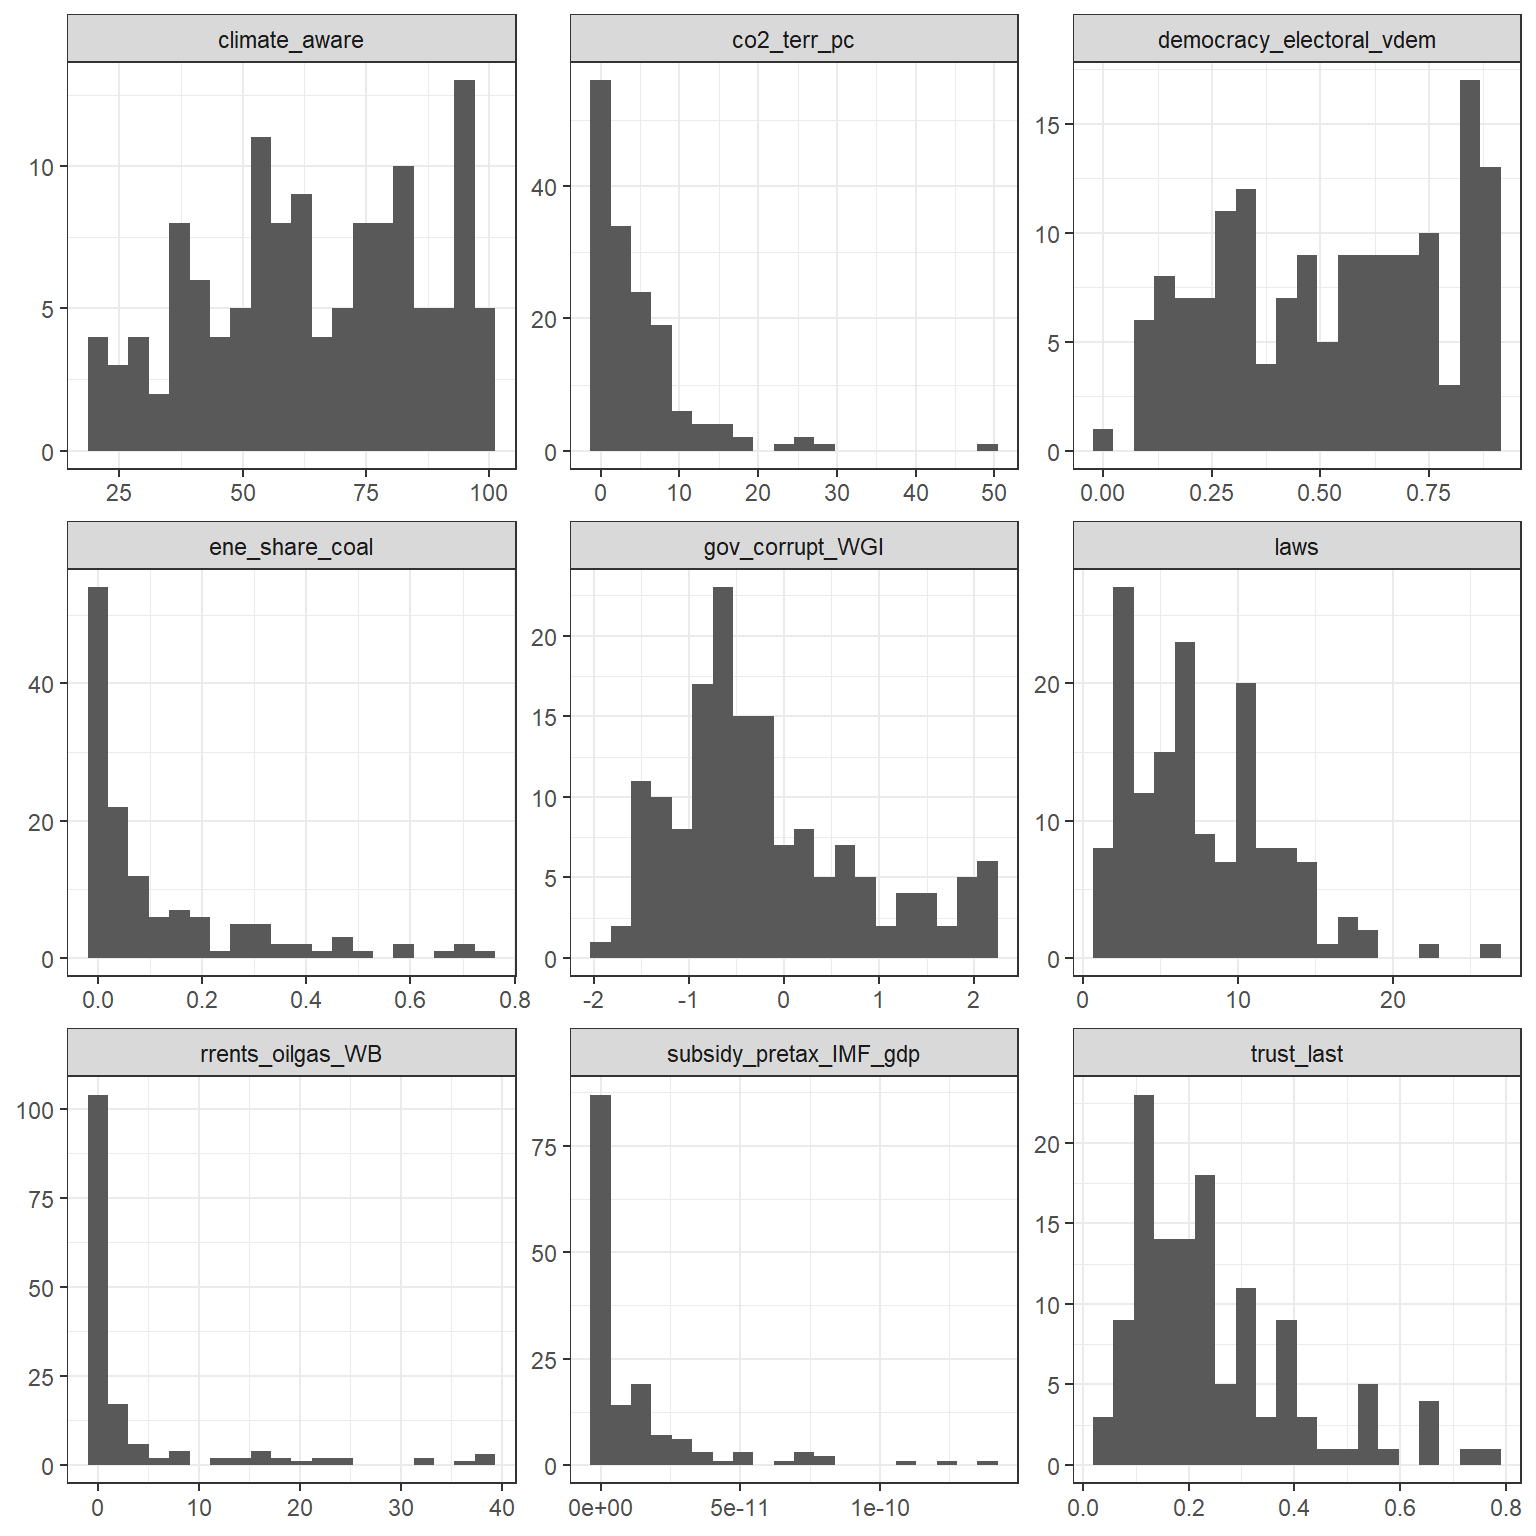 climate_aware
co2_terr_pc
democracy_electoral_vdem
10
5
0
25 50 75 100
40
20
0
0 10 20 30 40 50
15
10
5
0
0.00 0.25 0.50 0.75
ene_share_coal
gov_corrupt_WGI
laws
40
20
0
0.0 0.2 0.4 0.6 0.8
20
15
10
5
0
-2 -1 0 1 2
20
10
0
0 10 20
rrents_oilgas_WB
subsidy_pretax_IMF_gdp
trust_last
100
75
50
25
0
0 10 20 30 40
75
50
25
0
0e+00 5e-11 1e-10
20
15
10
5
0
0.0 0.2 0.4 0.6 0.8